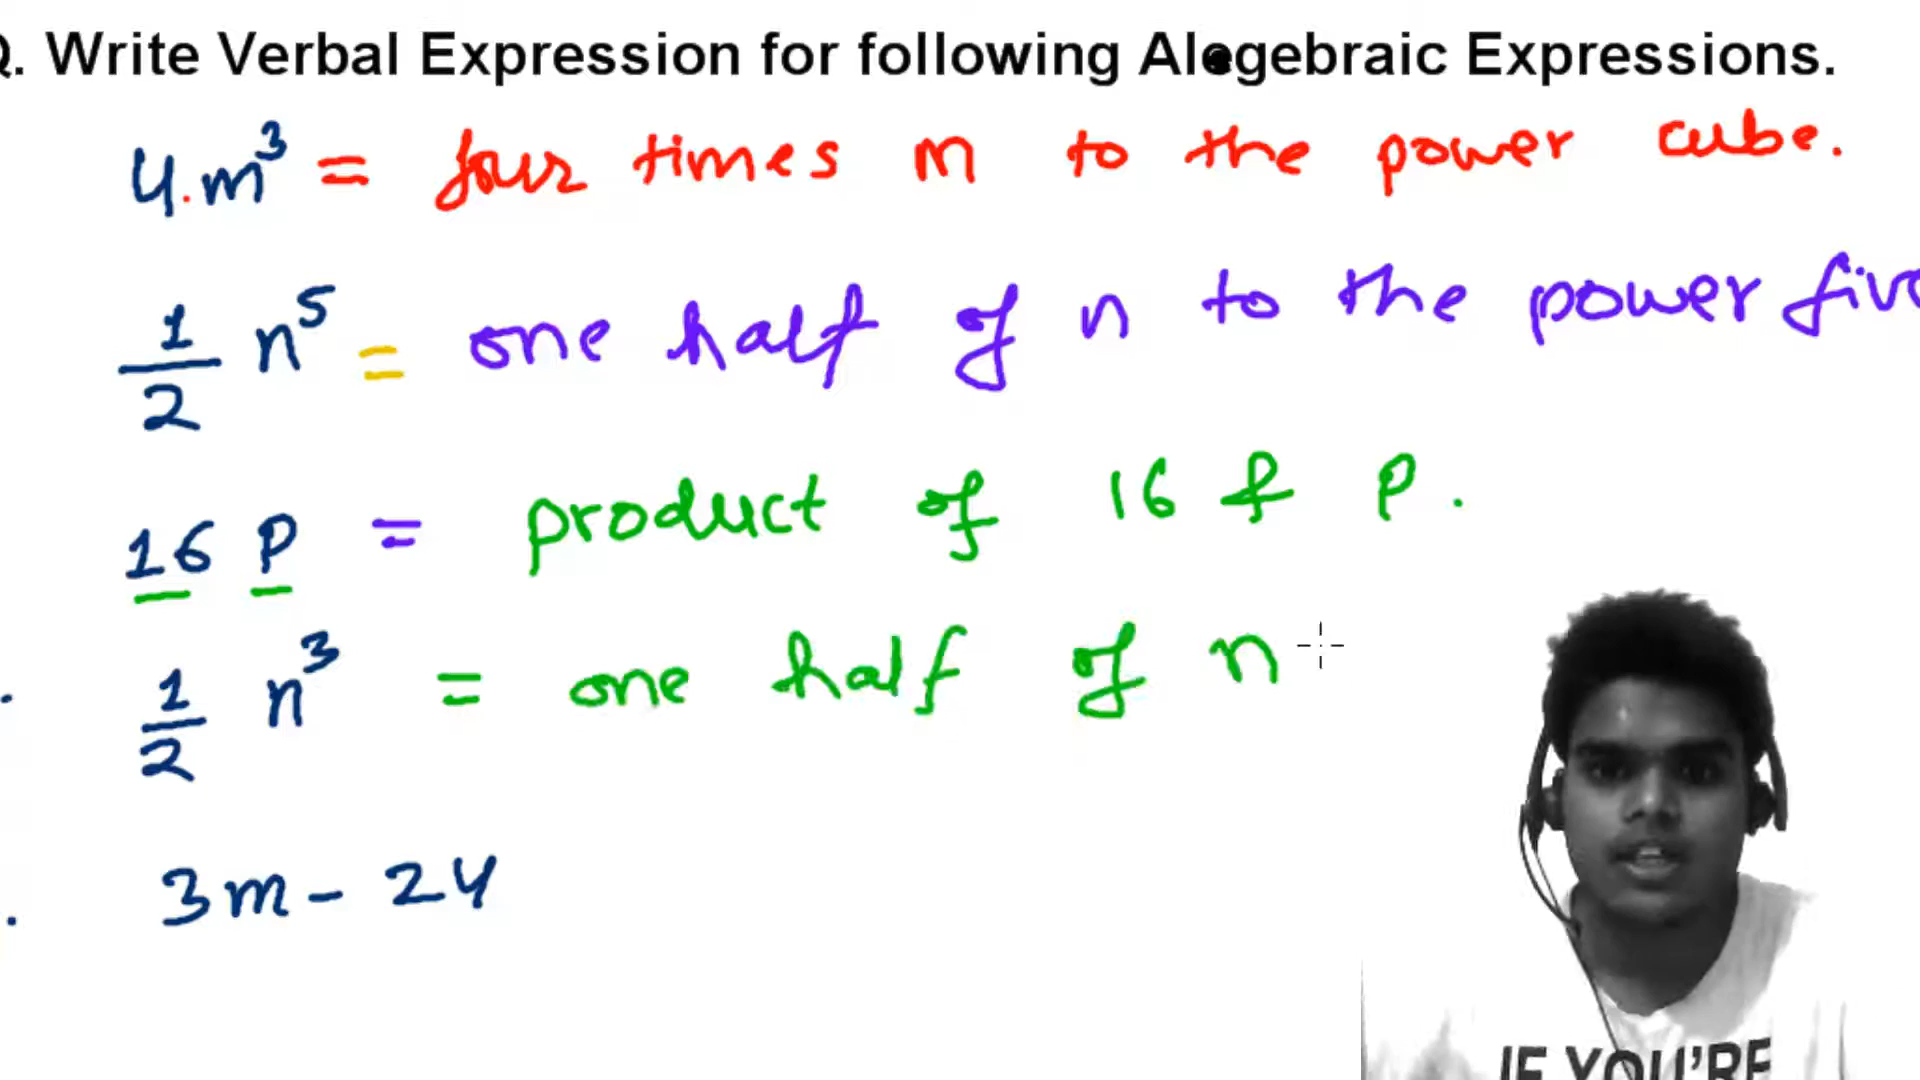 Q. Write Verbal Expression for following Alegebraic Expressions.
4.m³ = four times m to the power cube.
1/2 n⁵ = one half of n to the power five
16 P = product of 16 & P.
1/2 n³ = one half of n
3m - 24
IF YOU'RE